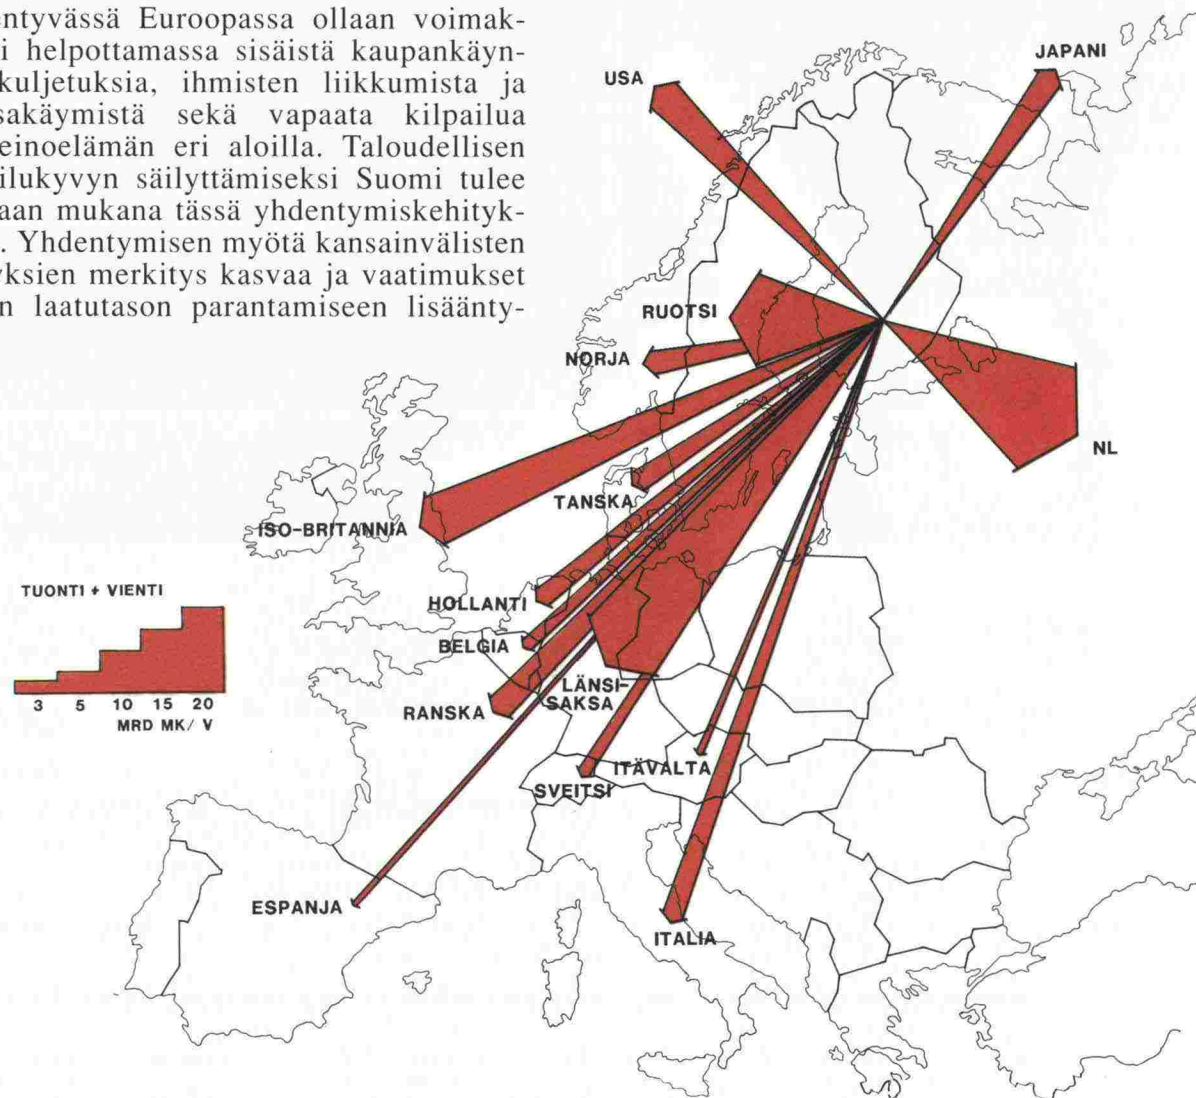 entyvässä Euroopassa ollaan voimak-
i helpottamassa sisäistä kaupankäyn-
kuljetuksia, ihmisten liikkumista ja
sakäymistä sekä vapaata kilpailua
einoelämän eri aloilla. Taloudellisen
ilukyvyn säilyttämiseksi Suomi tulee
aan mukana tässä yhdentymiskehityk-
. Yhdentymisen myötä kansainvälisten
yksien merkitys kasvaa ja vaatimukset
n laatutason parantamiseen lisäänty-
USA
JAPANI
RUOTSI
NORJA
NL
TANSKA
ISO-BRITANNIA
HOLLANTI
BELGIA
LÄNSI-
SAKSA
RANSKA
ITÄVALTA
SVEITSI
ESPANJA
ITALIA
TUONTI + VIENTI
3 5 10 15 20
MRD MK/ V